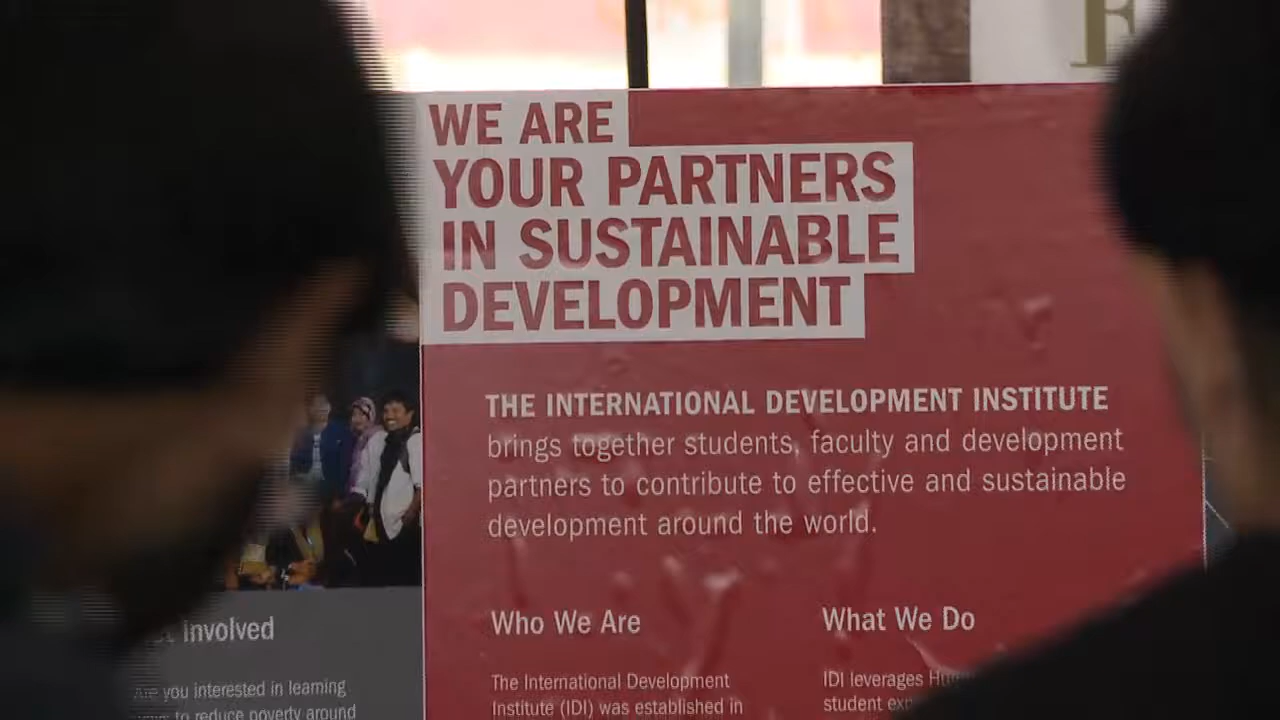 E
WE ARE
YOUR PARTNERS
IN SUSTAINABLE
DEVELOPMENT
THE INTERNATIONAL DEVELOPMENT INSTITUTE
brings together students, faculty and development
partners to contribute to effective and sustainable
development around the world.
involved
Are you interested in learning
to reduce poverty around
Who We Are
The International Development
Institute (IDI) was established in
What We Do
IDI leverages
student